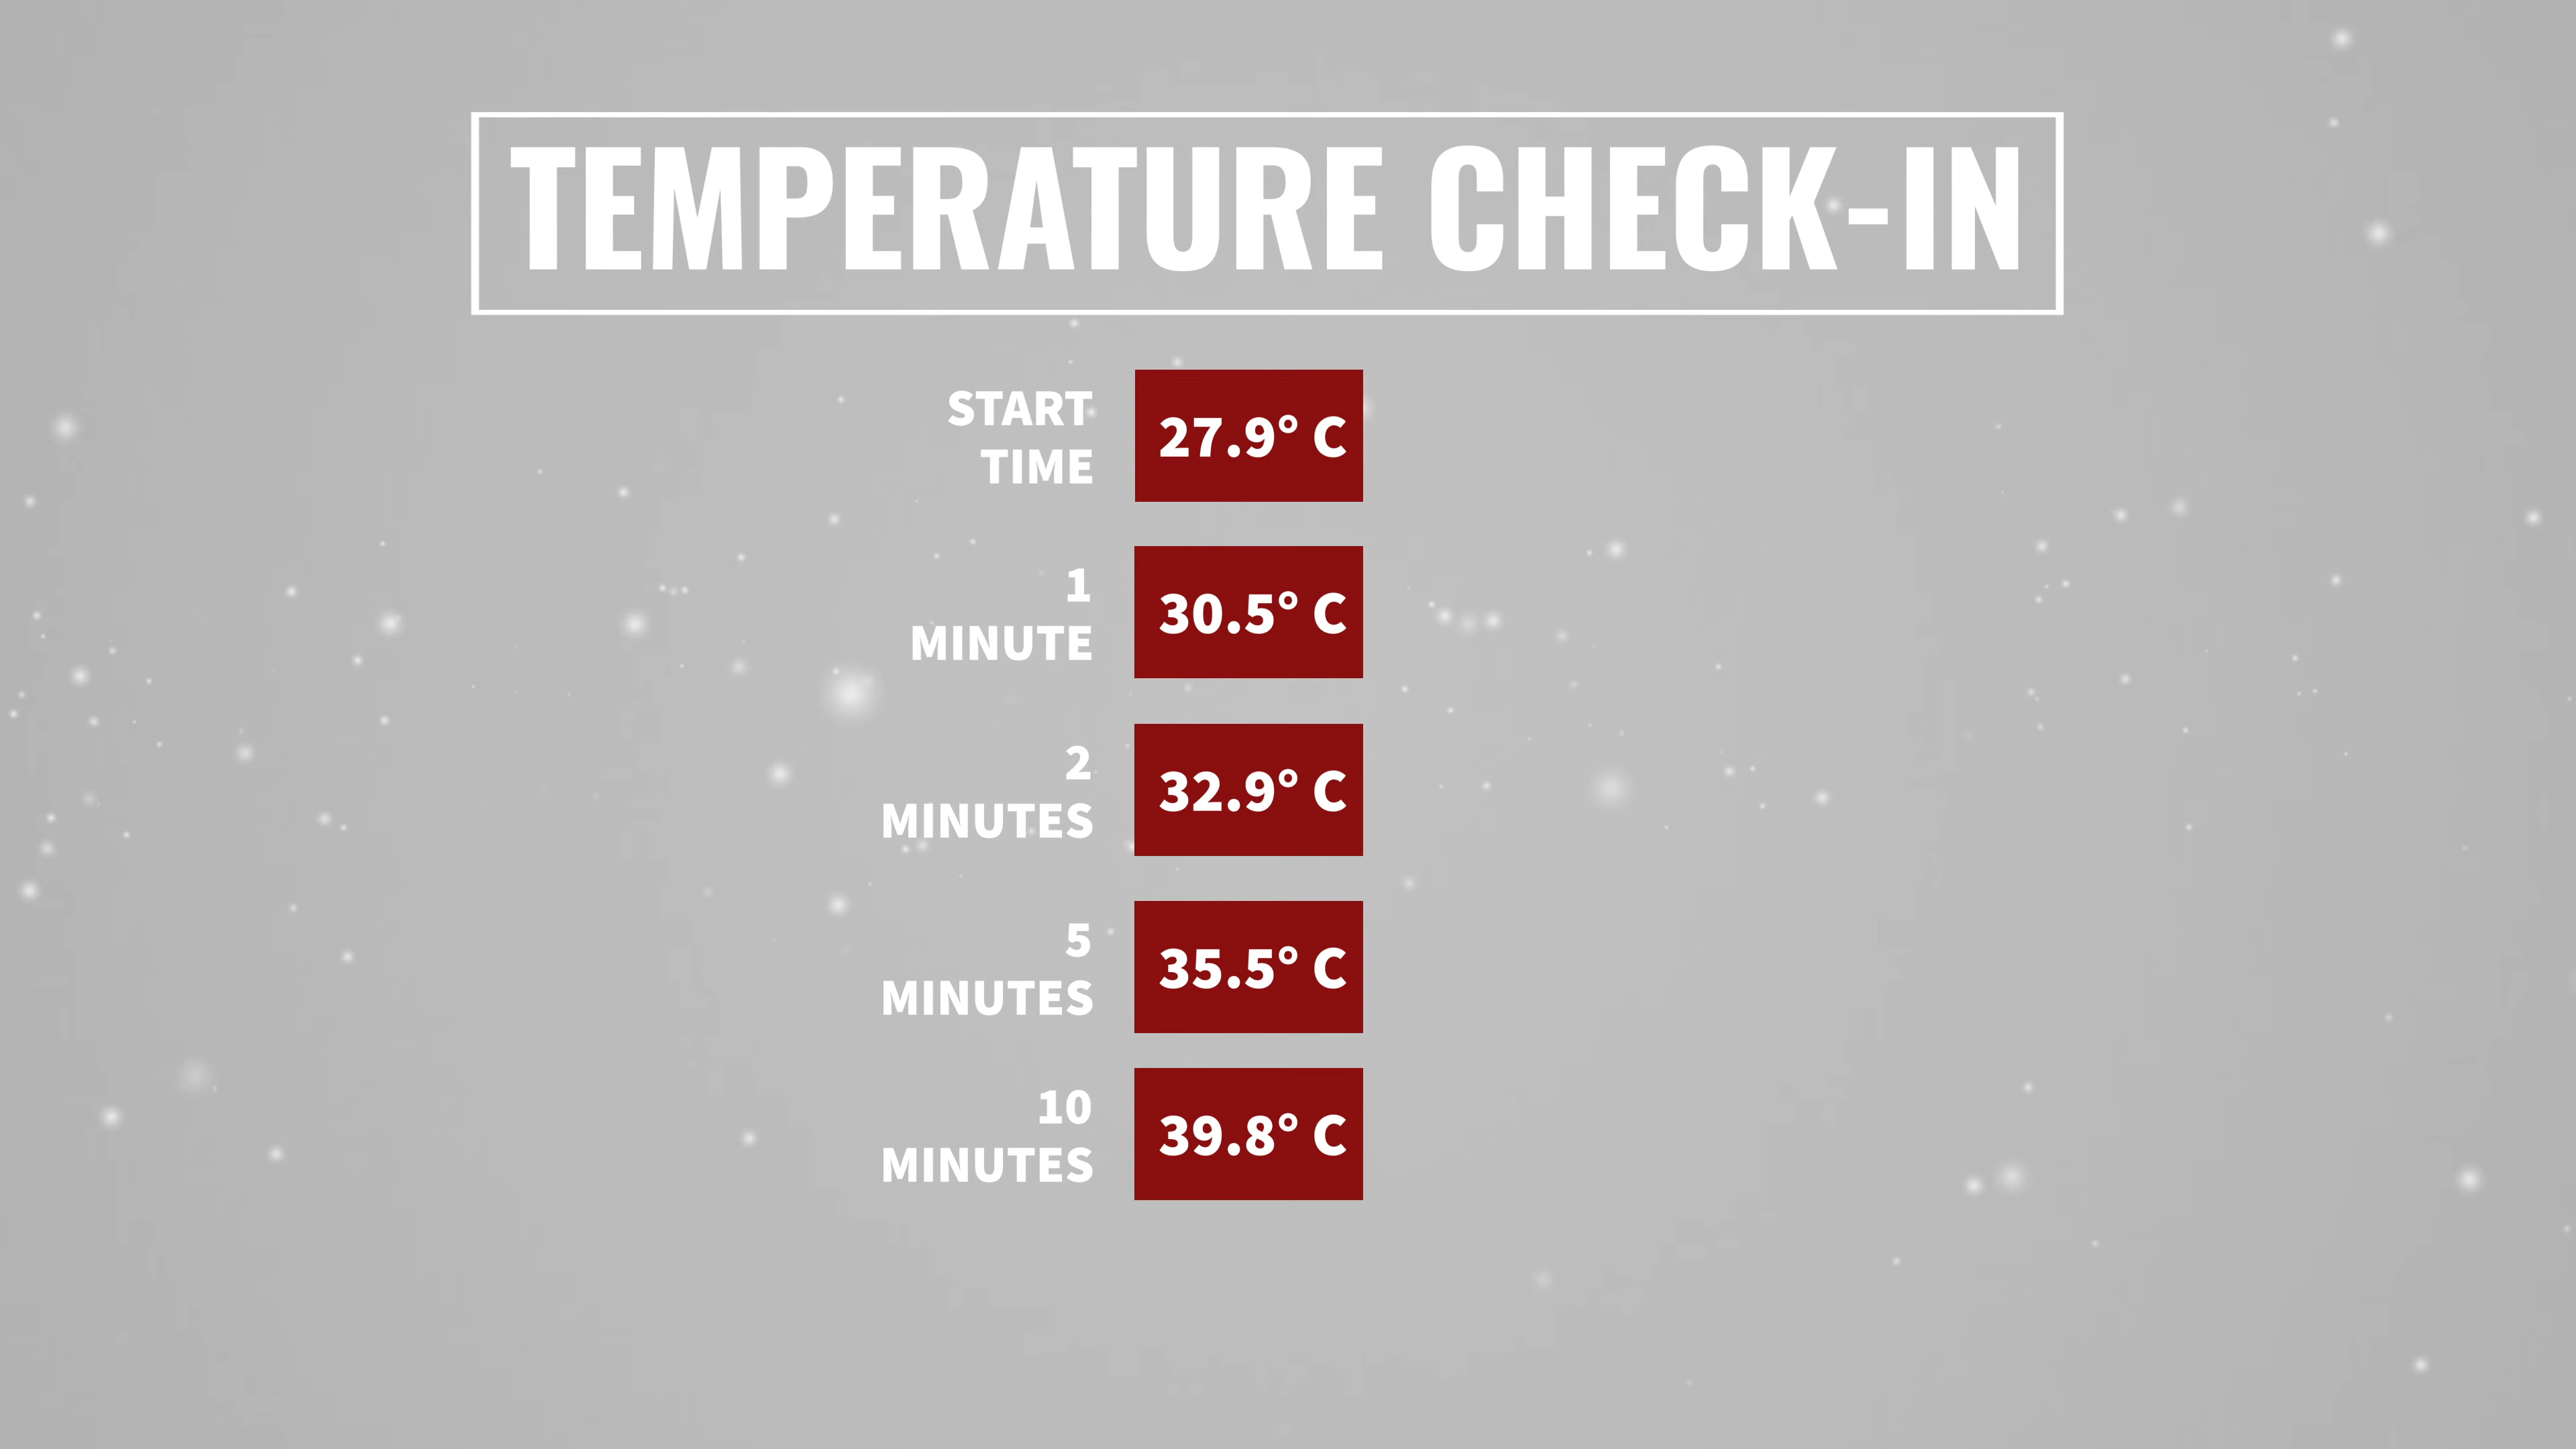 TEMPERATURE CHECK-IN
START
TIME
27.9° C
1
MINUTE
30.5° C
2
MINUTES
32.9° C
5
MINUTES
35.5° C
10
MINUTES
39.8° C